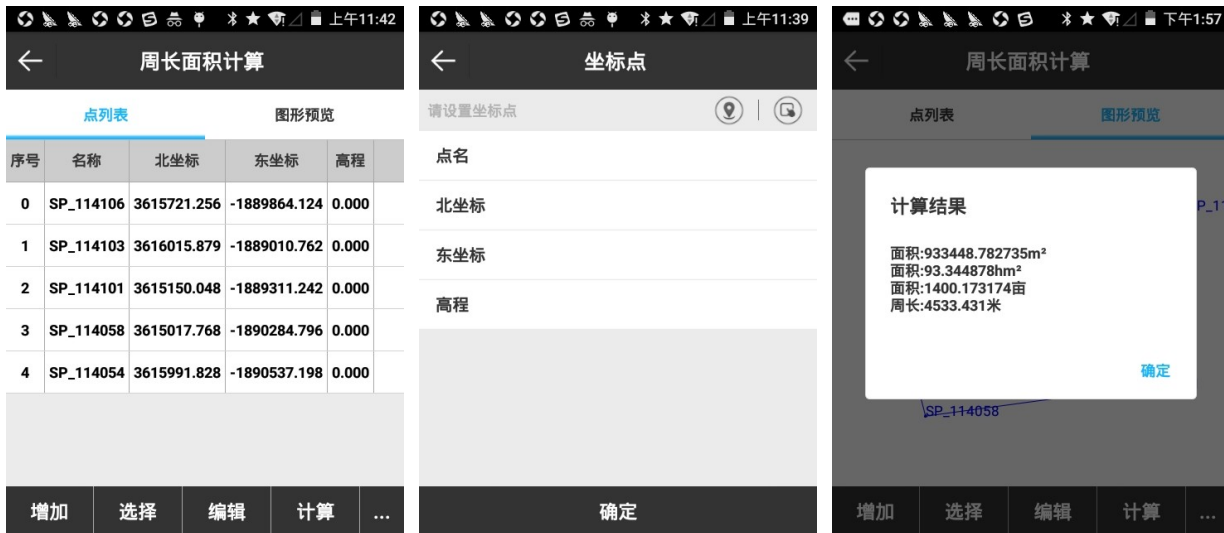 上午11:42
周长面积计算
点列表 图形预览
序号 名称 北坐标 东坐标 高程
0 SP_114106 3615721.256 -1889864.124 0.000
1 SP_114103 3616015.879 -1889010.762 0.000
2 SP_114101 3615150.048 -1889311.242 0.000
3 SP_114058 3615017.768 -1890284.796 0.000
4 SP_114054 3615991.828 -1890537.198 0.000
增加 选择 编辑 计算 ...
上午11:39
坐标点
请设置坐标点
点名
北坐标
东坐标
高程
确定
下午1:57
周长面积计算
点列表 图形预览
计算结果
面积:933448.782735m²
面积:93.344878hm²
面积:1400.173174亩
周长:4533.431米
确定
SP_114058
增加 选择 编辑 计算 ...